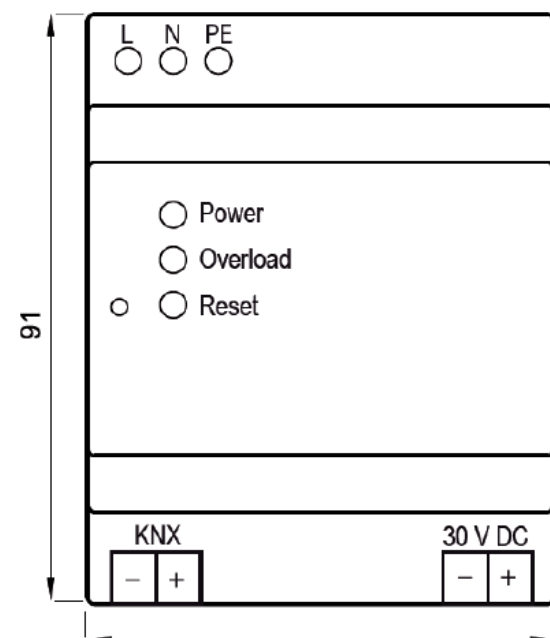 L N PE
Power
Overload
Reset
91
KNX 30 V DC
− + − +